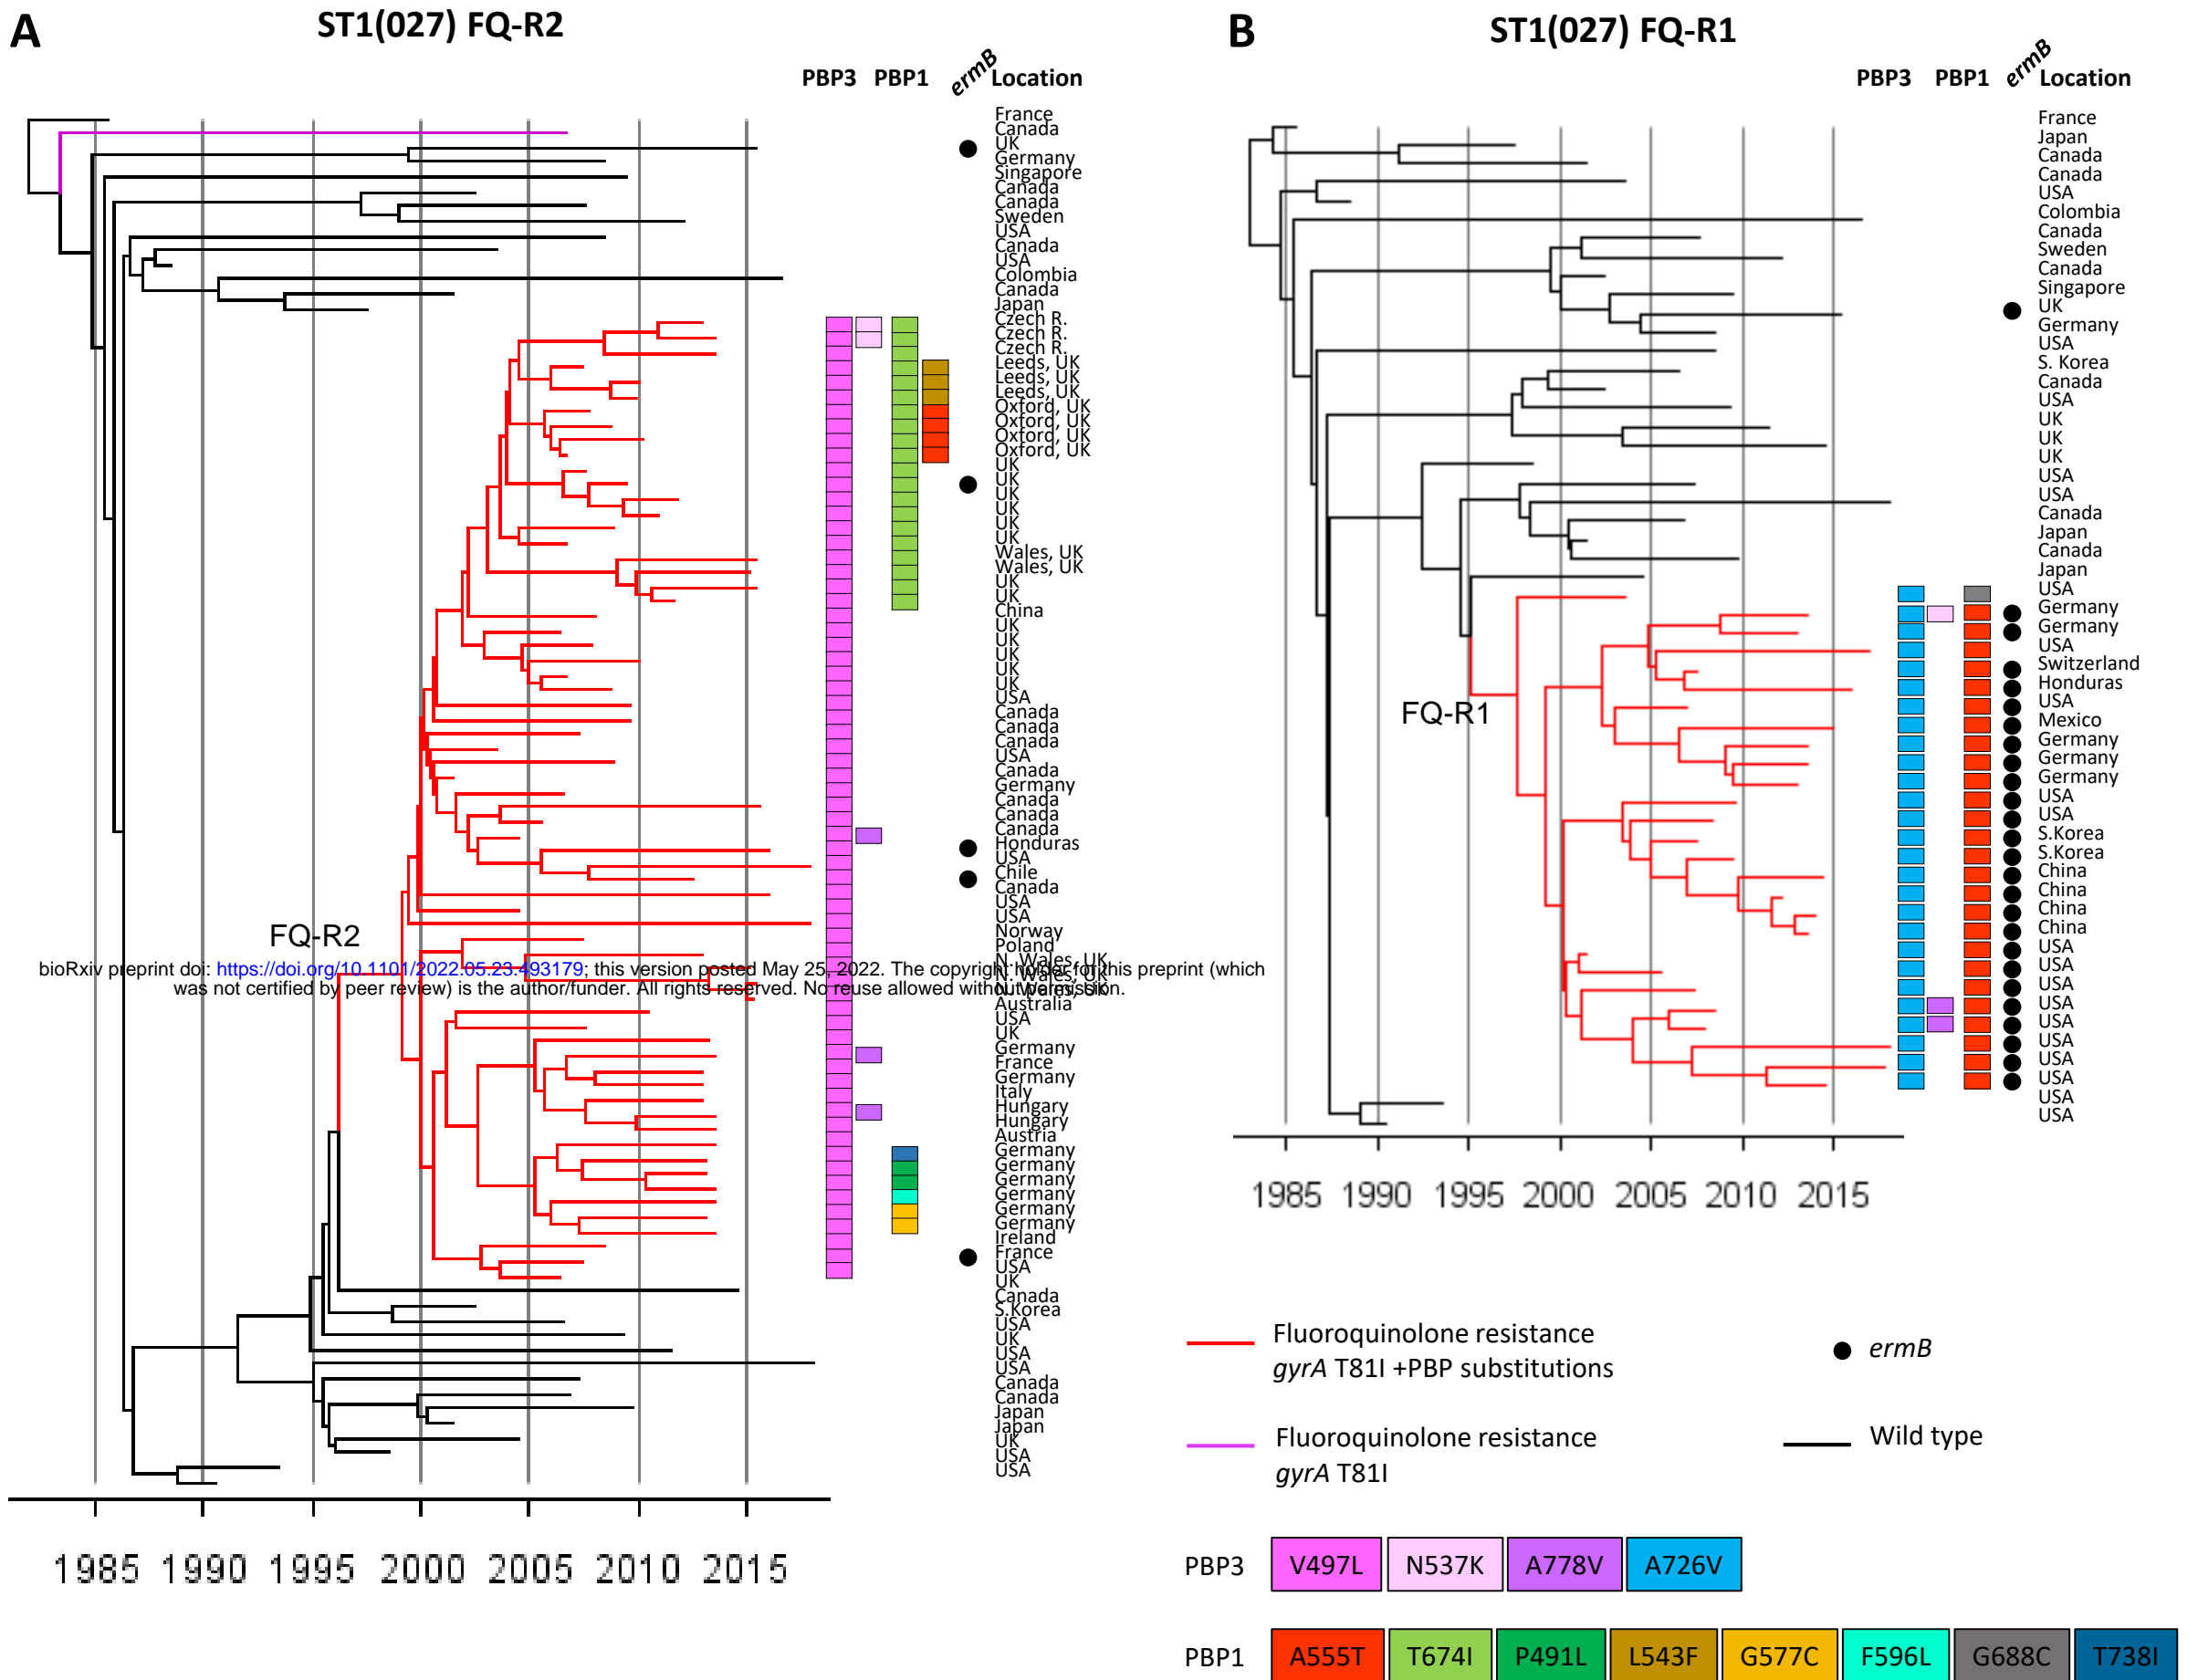 A
ST1(027) FQ-R2
PBP3 PBP1 ermB Location
France
Canada
UK
Germany
Singapore
Canada
Canada
Sweden
USA
Canada
USA
Colombia
Canada
Japan
Czech R.
Czech R.
Czech R.
Leeds, UK
Leeds, UK
Leeds, UK
Oxford, UK
Oxford, UK
Oxford, UK
Oxford, UK
UK
UK
UK
UK
UK
UK
Wales, UK
Wales, UK
UK
UK
China
UK
UK
UK
UK
UK
USA
Canada
Canada
Canada
USA
Canada
Germany
Canada
Canada
Canada
Honduras
USA
Chile
Canada
USA
USA
Norway
Poland
N. Wales, UK
N. Wales, UK
N. Wales, UK
Australia
USA
UK
Germany
France
Germany
Italy
Hungary
Hungary
Austria
Germany
Germany
Germany
Germany
Germany
Germany
Ireland
France
USA
UK
Canada
S.Korea
USA
UK
USA
USA
Canada
Canada
Japan
Japan
UK
USA
USA
FQ-R2
bioRxiv preprint doi: https://doi.org/10.1101/2022.05.23.493179; this version posted May 25, 2022. The copyright holder for this preprint (which
was not certified by peer review) is the author/funder. All rights reserved. No reuse allowed without permission.
1985 1990 1995 2000 2005 2010 2015
B
ST1(027) FQ-R1
PBP3 PBP1 ermB Location
France
Japan
Canada
Canada
USA
Colombia
Canada
Sweden
Canada
Singapore
UK
Germany
USA
S. Korea
Canada
USA
UK
UK
UK
USA
USA
Canada
Japan
Canada
Japan
USA
Germany
Germany
USA
Switzerland
Honduras
USA
Mexico
Germany
Germany
Germany
USA
USA
S.Korea
S.Korea
China
China
China
China
USA
USA
USA
USA
USA
USA
USA
USA
USA
USA
FQ-R1
1985 1990 1995 2000 2005 2010 2015
Fluoroquinolone resistance
gyrA T81I +PBP substitutions
ermB
Fluoroquinolone resistance
gyrA T81I
Wild type
PBP3 V497L N537K A778V A726V
PBP1 A555T T674I P491L L543F G577C F596L G688C T738I